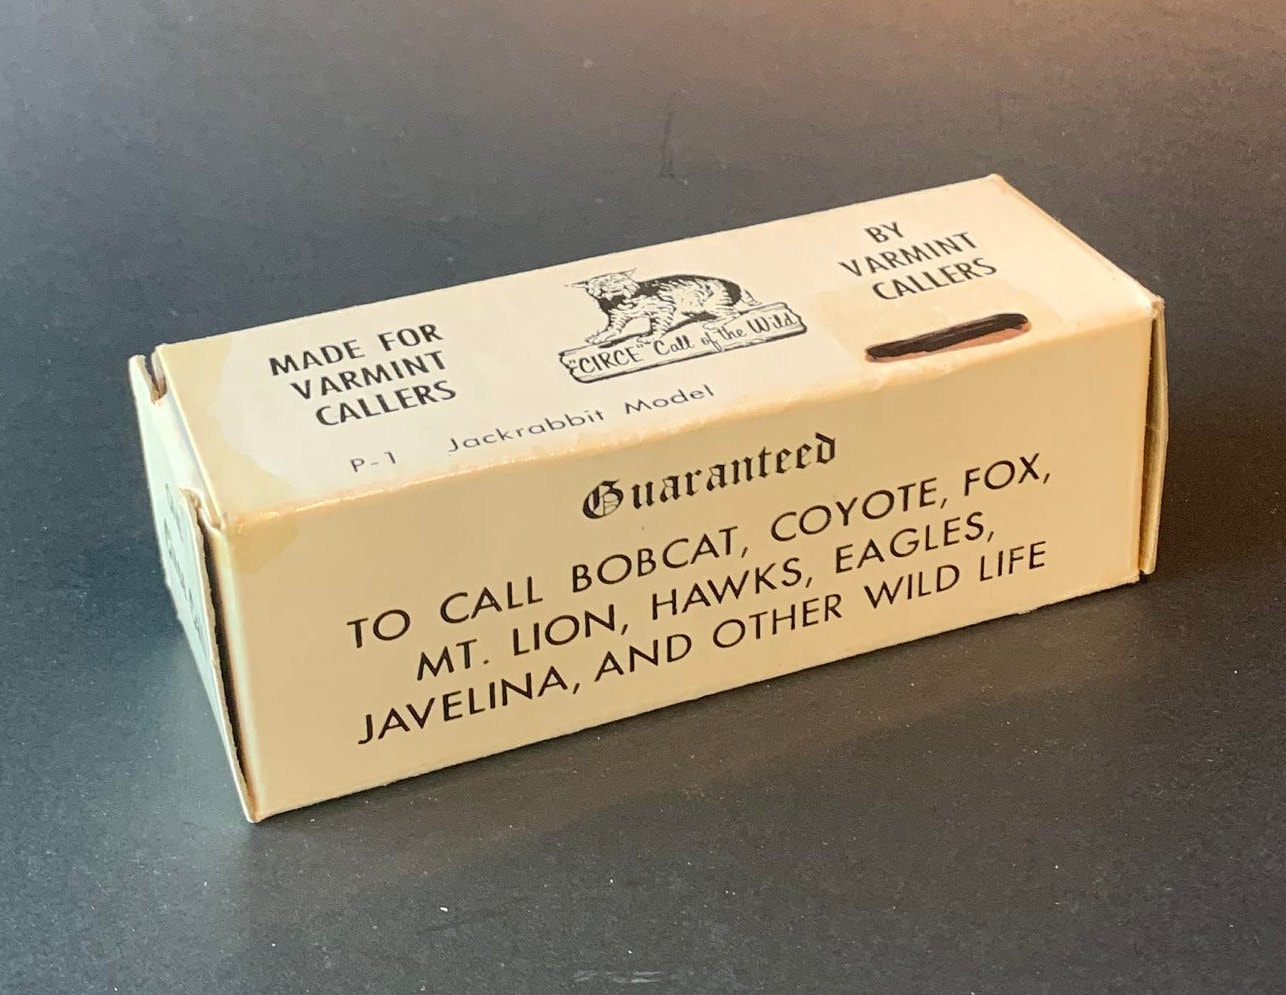 MADE FOR
VARMINT
CALLERS
"CIRCE" Call of the Wild
BY
VARMINT
CALLERS
P-1 Jackrabbit Model
Guaranteed
TO CALL BOBCAT, COYOTE, FOX,
MT. LION, HAWKS, EAGLES,
JAVELINA, AND OTHER WILD LIFE